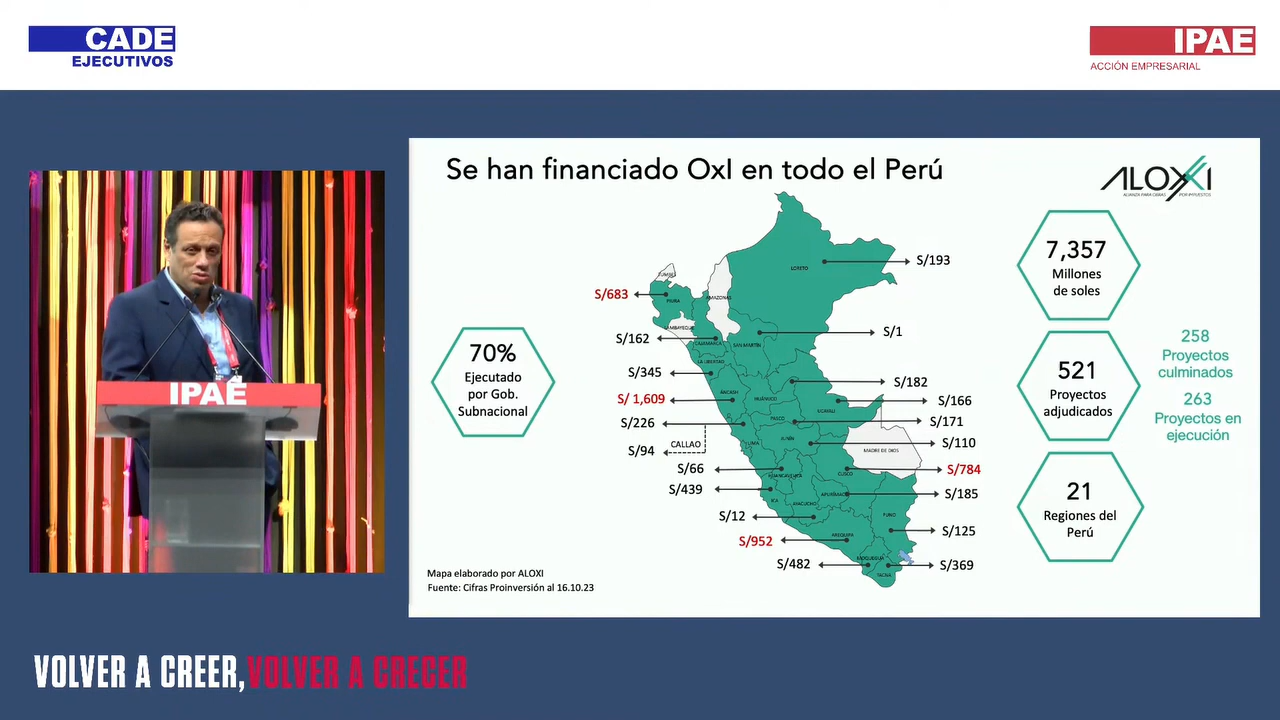 CADE
EJECUTIVOS
IPAE
ACCIÓN EMPRESARIAL
Se han financiado OxI en todo el Perú
ALOXXI
ALIANZA PARA OBRAS POR IMPUESTOS
70%
Ejecutado
por Gob.
Subnacional
S/683
S/162
S/345
S/ 1,609
S/226
S/94
CALLAO
S/66
S/439
S/12
S/952
S/482
TUMBES
PIURA
AMAZONAS
LORETO
LAMBAYEQUE
CAJAMARCA
SAN MARTÍN
LA LIBERTAD
ÁNCASH
HUÁNUCO
UCAYALI
PASCO
LIMA
JUNÍN
MADRE DE DIOS
HUANCAVELICA
CUSCO
ICA
AYACUCHO
APURÍMAC
PUNO
AREQUIPA
MOQUEGUA
TACNA
S/193
S/1
S/182
S/166
S/171
S/110
S/784
S/185
S/125
S/369
7,357
Millones
de soles
521
Proyectos
adjudicados
258
Proyectos
culminados
263
Proyectos en
ejecución
21
Regiones del
Perú
Mapa elaborado por ALOXI
Fuente: Cifras Proinversión al 16.10.23
IPAE
VOLVER A CREER, VOLVER A CRECER